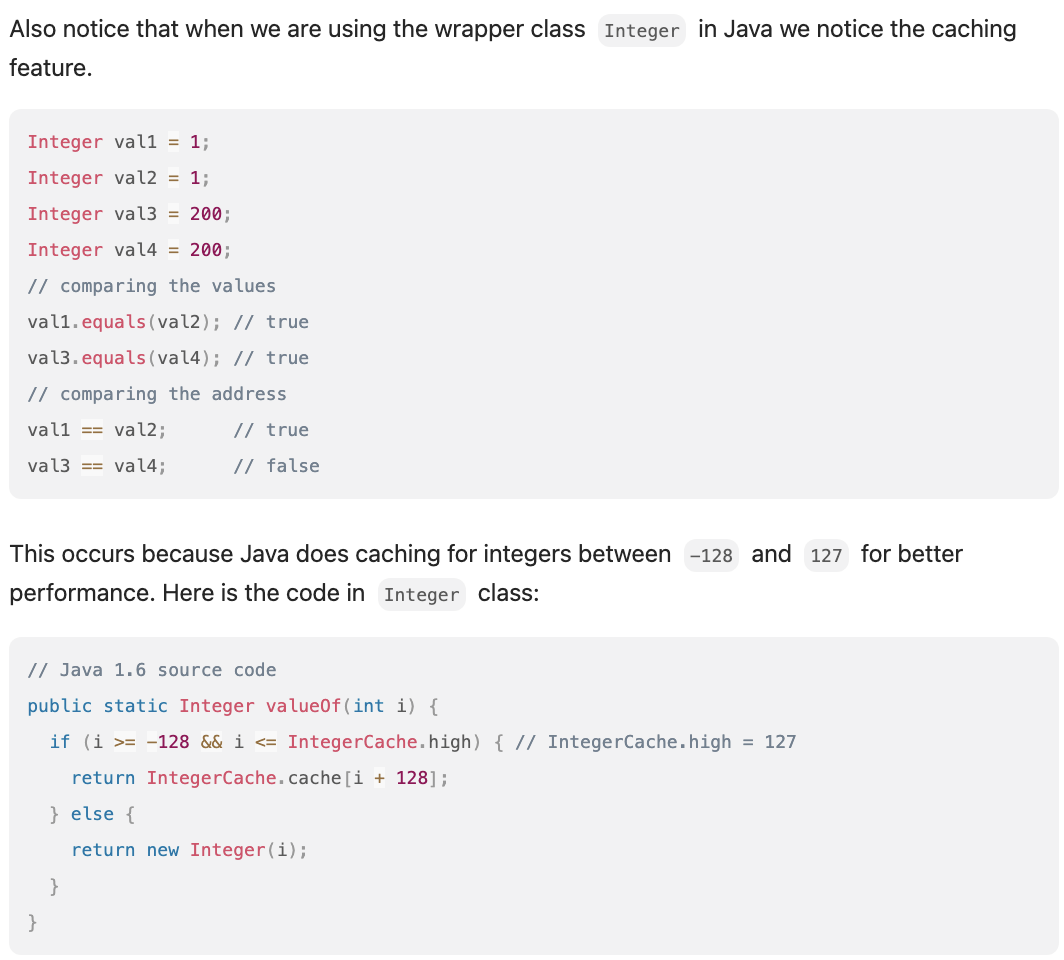 Also notice that when we are using the wrapper class Integer in Java we notice the caching
feature.
Integer val1 = 1;
Integer val2 = 1;
Integer val3 = 200;
Integer val4 = 200;
// comparing the values
val1.equals(val2); // true
val3.equals(val4); // true
// comparing the address
val1 == val2;      // true
val3 == val4;      // false
This occurs because Java does caching for integers between -128 and 127 for better
performance. Here is the code in Integer class:
// Java 1.6 source code
public static Integer valueOf(int i) {
  if (i >= -128 && i <= IntegerCache.high) { // IntegerCache.high = 127
    return IntegerCache.cache[i + 128];
  } else {
    return new Integer(i);
  }
}